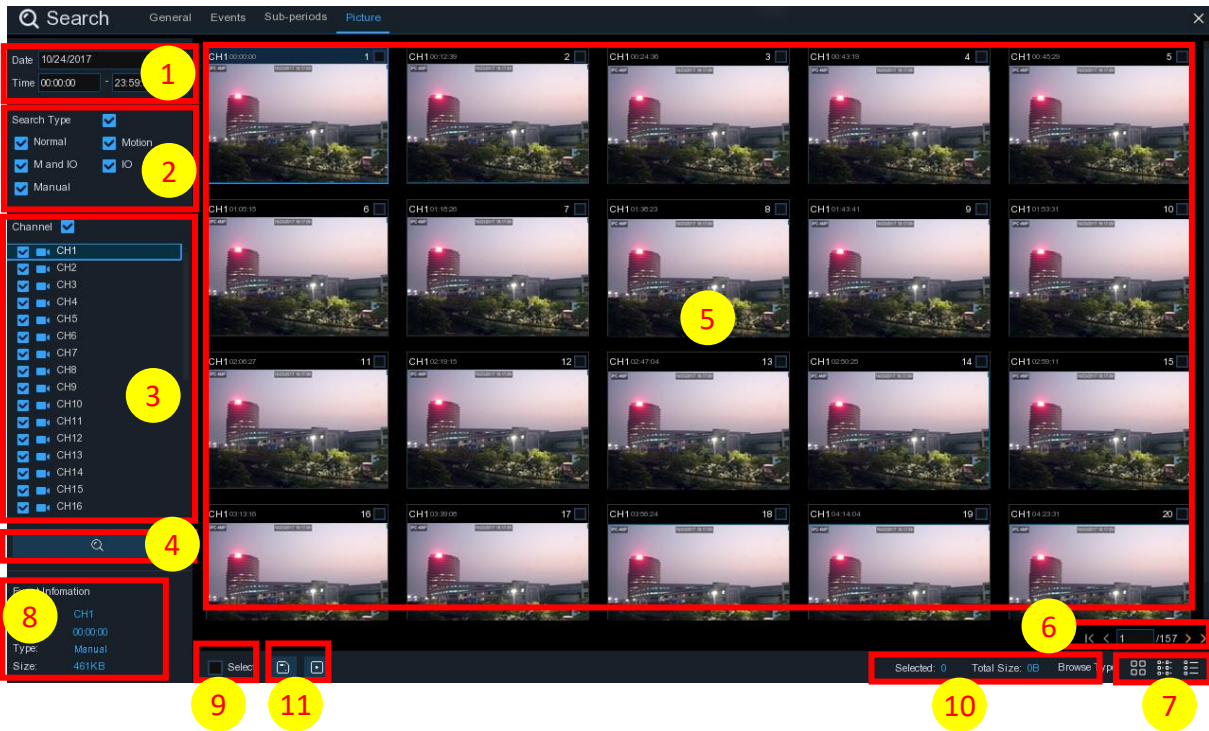 Search General Events Sub-periods Picture
Date 10/24/2017
Time 00:00:00 - 23:59:
1
Search Type
Normal Motion
M and IO IO
Manual
2
Channel
CH1
CH2
CH3
CH4
CH5
CH6
CH7
CH8
CH9
CH10
CH11
CH12
CH13
CH14
CH15
CH16
3
4
Event Infomation
CH1
00:00:00
Type: Manual
Size: 461KB
8
CH1 00:00:00 1 CH1 00:12:39 2 CH1 00:24:36 3 CH1 00:43:19 4 CH1 00:45:29 5
CH1 01:05:15 6 CH1 01:18:26 7 CH1 01:36:23 8 CH1 01:43:41 9 CH1 01:53:31 10
5
CH1 02:06:27 11 CH1 02:19:15 12 CH1 02:47:04 13 CH1 02:50:25 14 CH1 02:59:11 15
CH1 03:13:16 16 CH1 03:39:06 17 CH1 03:56:24 18 CH1 04:14:04 19 CH1 04:23:31 20
6
1 /157
Select
Selected: 0 Total Size: 0B Browse Type
9
11
10
7